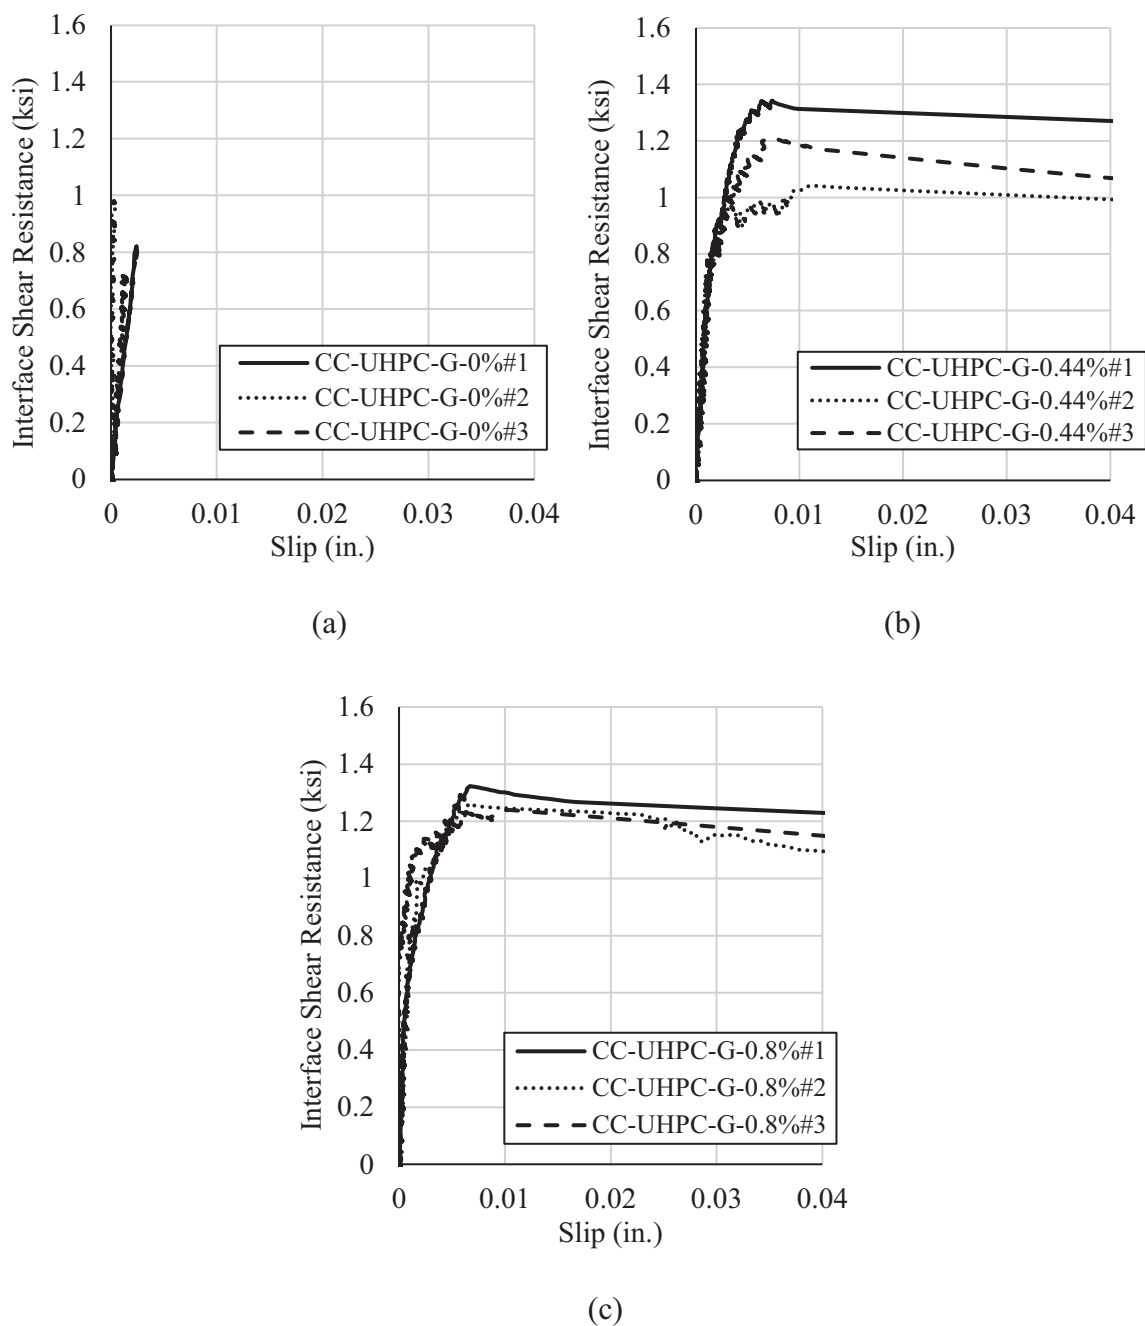 Interface Shear Resistance (ksi)
1.6
1.4
1.2
1
0.8
0.6
0.4
0.2
0
CC-UHPC-G-0%#1
CC-UHPC-G-0%#2
CC-UHPC-G-0%#3
0 0.01 0.02 0.03 0.04
Slip (in.)
(a)
Interface Shear Resistance (ksi)
1.6
1.4
1.2
1
0.8
0.6
0.4
0.2
0
CC-UHPC-G-0.44%#1
CC-UHPC-G-0.44%#2
CC-UHPC-G-0.44%#3
0 0.01 0.02 0.03 0.04
Slip (in.)
(b)
Interface Shear Resistance (ksi)
1.6
1.4
1.2
1
0.8
0.6
0.4
0.2
0
CC-UHPC-G-0.8%#1
CC-UHPC-G-0.8%#2
CC-UHPC-G-0.8%#3
0 0.01 0.02 0.03 0.04
Slip (in.)
(c)